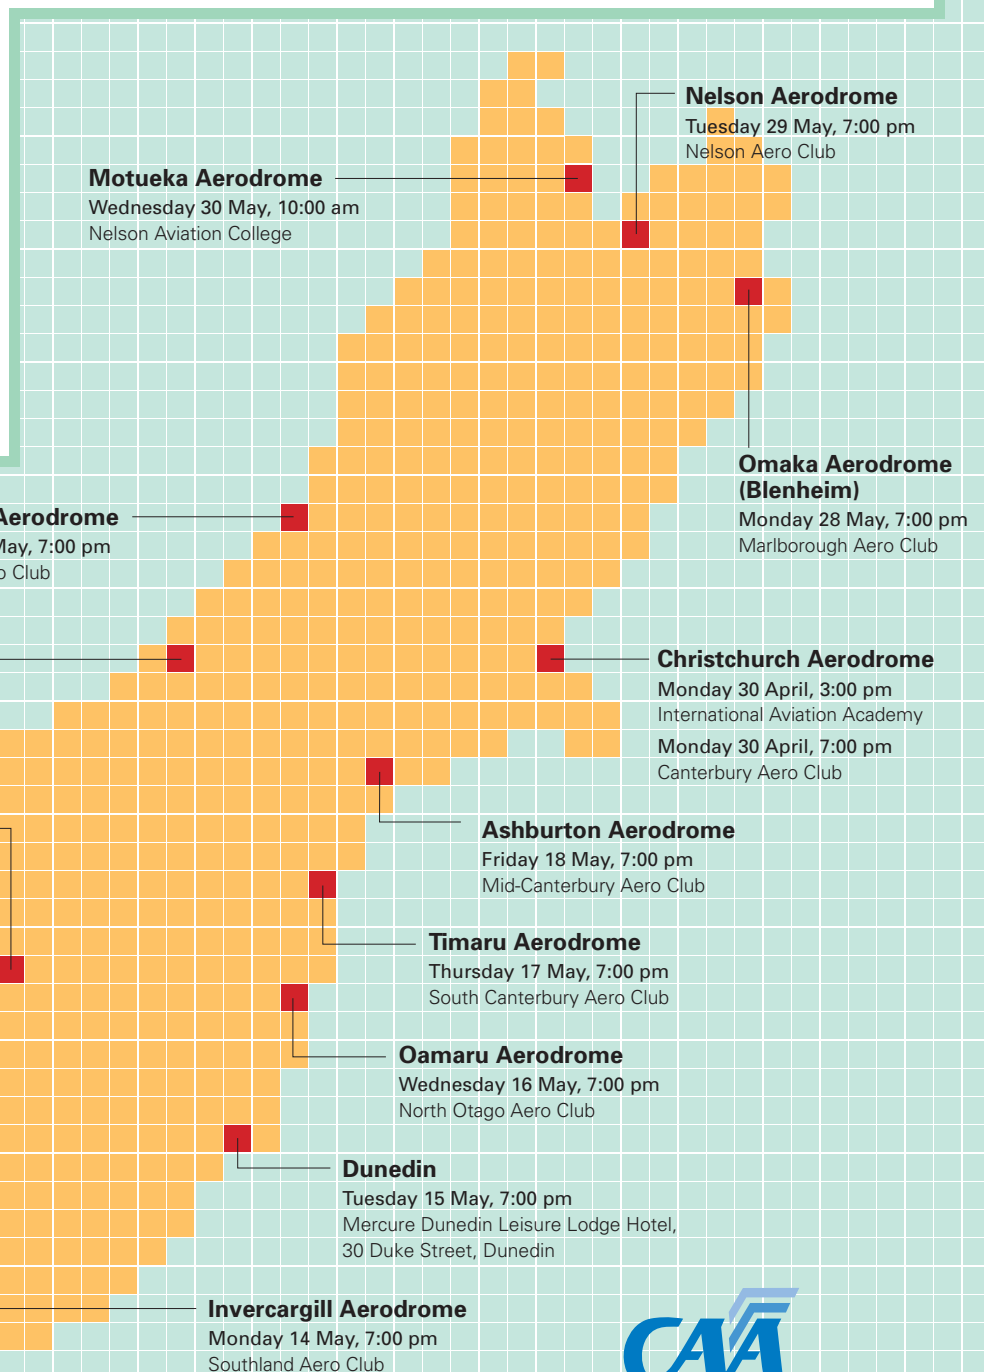 Nelson Aerodrome
Tuesday 29 May, 7:00 pm
Nelson Aero Club
Motueka Aerodrome
Wednesday 30 May, 10:00 am
Nelson Aviation College
Omaka Aerodrome
(Blenheim)
Monday 28 May, 7:00 pm
Marlborough Aero Club
Aerodrome
May, 7:00 pm
Club
Christchurch Aerodrome
Monday 30 April, 3:00 pm
International Aviation Academy
Monday 30 April, 7:00 pm
Canterbury Aero Club
Ashburton Aerodrome
Friday 18 May, 7:00 pm
Mid-Canterbury Aero Club
Timaru Aerodrome
Thursday 17 May, 7:00 pm
South Canterbury Aero Club
Oamaru Aerodrome
Wednesday 16 May, 7:00 pm
North Otago Aero Club
Dunedin
Tuesday 15 May, 7:00 pm
Mercure Dunedin Leisure Lodge Hotel,
30 Duke Street, Dunedin
Invercargill Aerodrome
Monday 14 May, 7:00 pm
Southland Aero Club
CAA